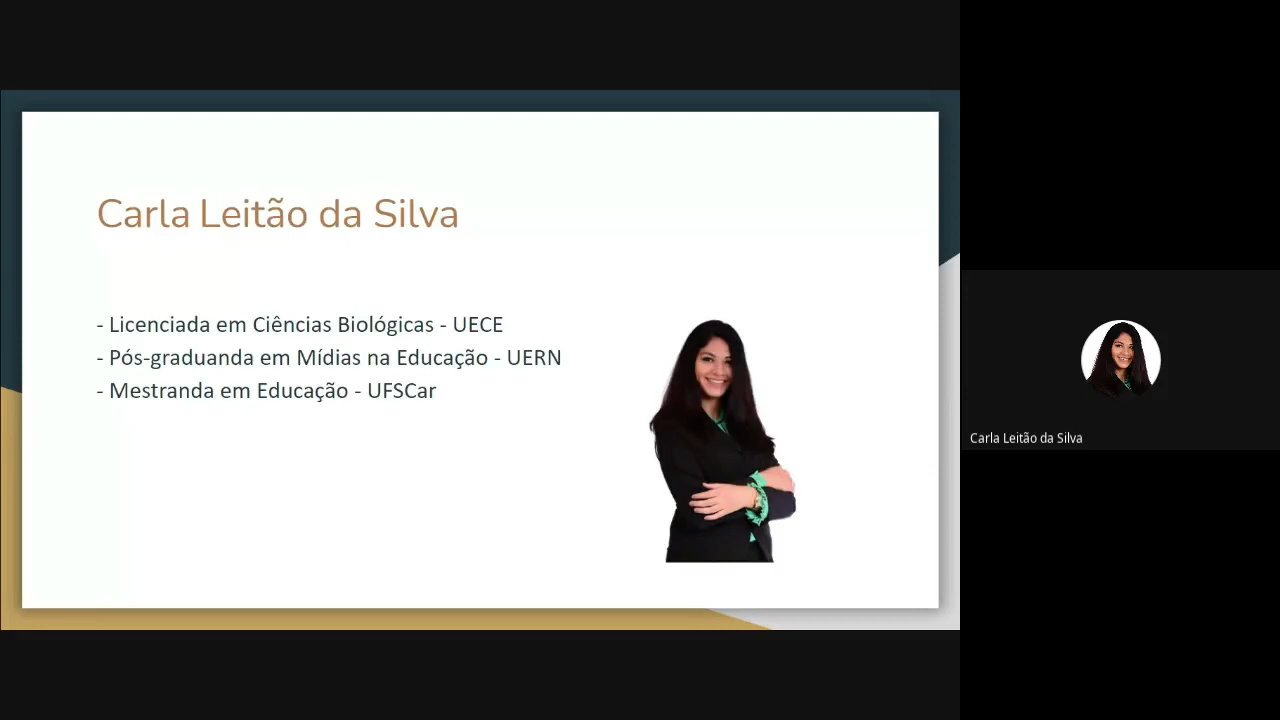 Carla Leitão da Silva
- Licenciada em Ciências Biológicas - UECE
- Pós-graduanda em Mídias na Educação - UERN
- Mestranda em Educação - UFSCar
Carla Leitão da Silva